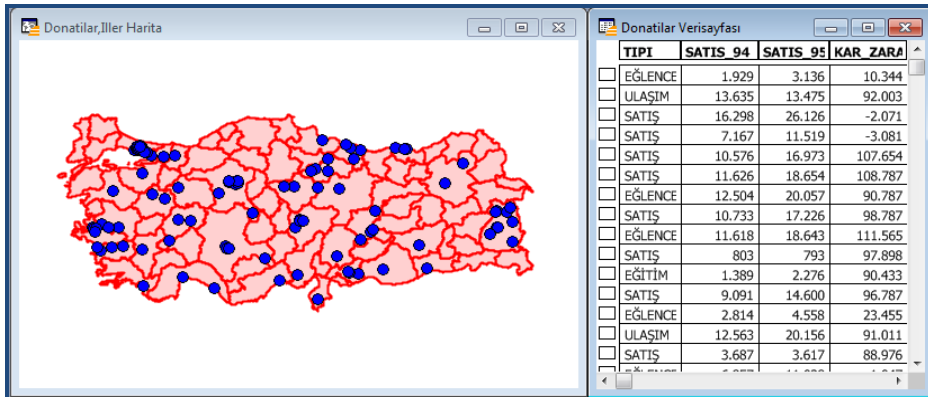 Donatilar,Iller Harita
Donatilar Verisayfası
TIPI SATIS_94 SATIS_95 KAR_ZARA
EĞLENCE 1.929 3.136 10.344
ULAŞIM 13.635 13.475 92.003
SATIŞ 16.298 26.126 -2.071
SATIŞ 7.167 11.519 -3.081
SATIŞ 10.576 16.973 107.654
SATIŞ 11.626 18.654 108.787
EĞLENCE 12.504 20.057 90.787
SATIŞ 10.733 17.226 98.787
EĞLENCE 11.618 18.643 111.565
SATIŞ 803 793 97.898
EĞİTİM 1.389 2.276 90.433
SATIŞ 9.091 14.600 96.787
EĞLENCE 2.814 4.558 23.455
ULAŞIM 12.563 20.156 91.011
SATIŞ 3.687 3.617 88.976